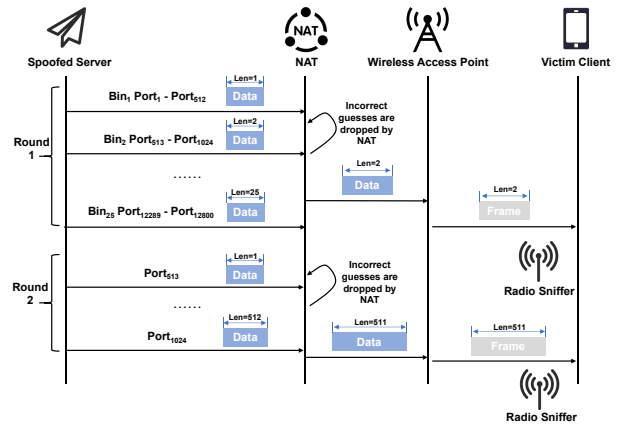 NAT
Spoofed Server
NAT
Wireless Access Point
Victim Client
Round
1
Len=1
Bin₁ Port₁ - Port₅₁₂
Data
Len=2
Bin₂ Port₅₁₃ - Port₁₀₂₄
Data
Incorrect
guesses are
dropped by
NAT
......
Len=25
Bin₂₅ Port₁₂₂₈₉ - Port₁₂₈₀₀
Data
Len=2
Data
Len=2
Frame
Radio Sniffer
Round
2
Len=1
Port₅₁₃
Data
Incorrect
guesses are
dropped by
NAT
......
Len=512
Port₁₀₂₄
Data
Len=511
Data
Len=511
Frame
Radio Sniffer